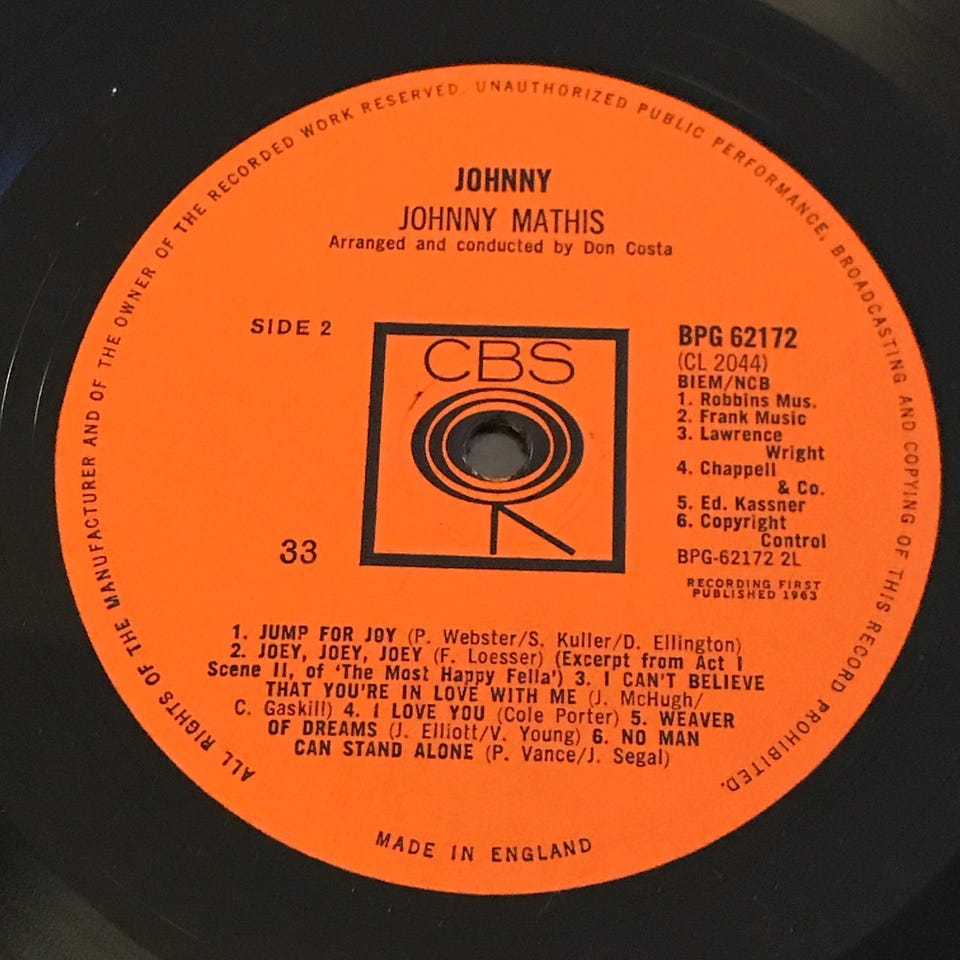 ALL RIGHTS OF THE MANUFACTURER AND OF THE OWNER OF THE RECORDED WORK RESERVED. UNAUTHORIZED PUBLIC PERFORMANCE, BROADCASTING AND COPYING OF THIS RECORD PROHIBITED.
JOHNNY
JOHNNY MATHIS
Arranged and conducted by Don Costa
SIDE 2
CBS
33
BPG 62172
(CL 2044)
BIEM/NCB
1. Robbins Mus.
2. Frank Music
3. Lawrence
Wright
4. Chappell
& Co.
5. Ed. Kassner
6. Copyright
Control
BPG-62172 2L
RECORDING FIRST
PUBLISHED 1963
1. JUMP FOR JOY (P. Webster/S. Kuller/D. Ellington)
2. JOEY, JOEY, JOEY (F. Loesser) (Excerpt from Act I
Scene II, of 'The Most Happy Fella') 3. I CAN'T BELIEVE
THAT YOU'RE IN LOVE WITH ME (J. McHugh/
C. Gaskill) 4. I LOVE YOU (Cole Porter) 5. WEAVER
OF DREAMS (J. Elliott/V. Young) 6. NO MAN
CAN STAND ALONE (P. Vance/J. Segal)
MADE IN ENGLAND